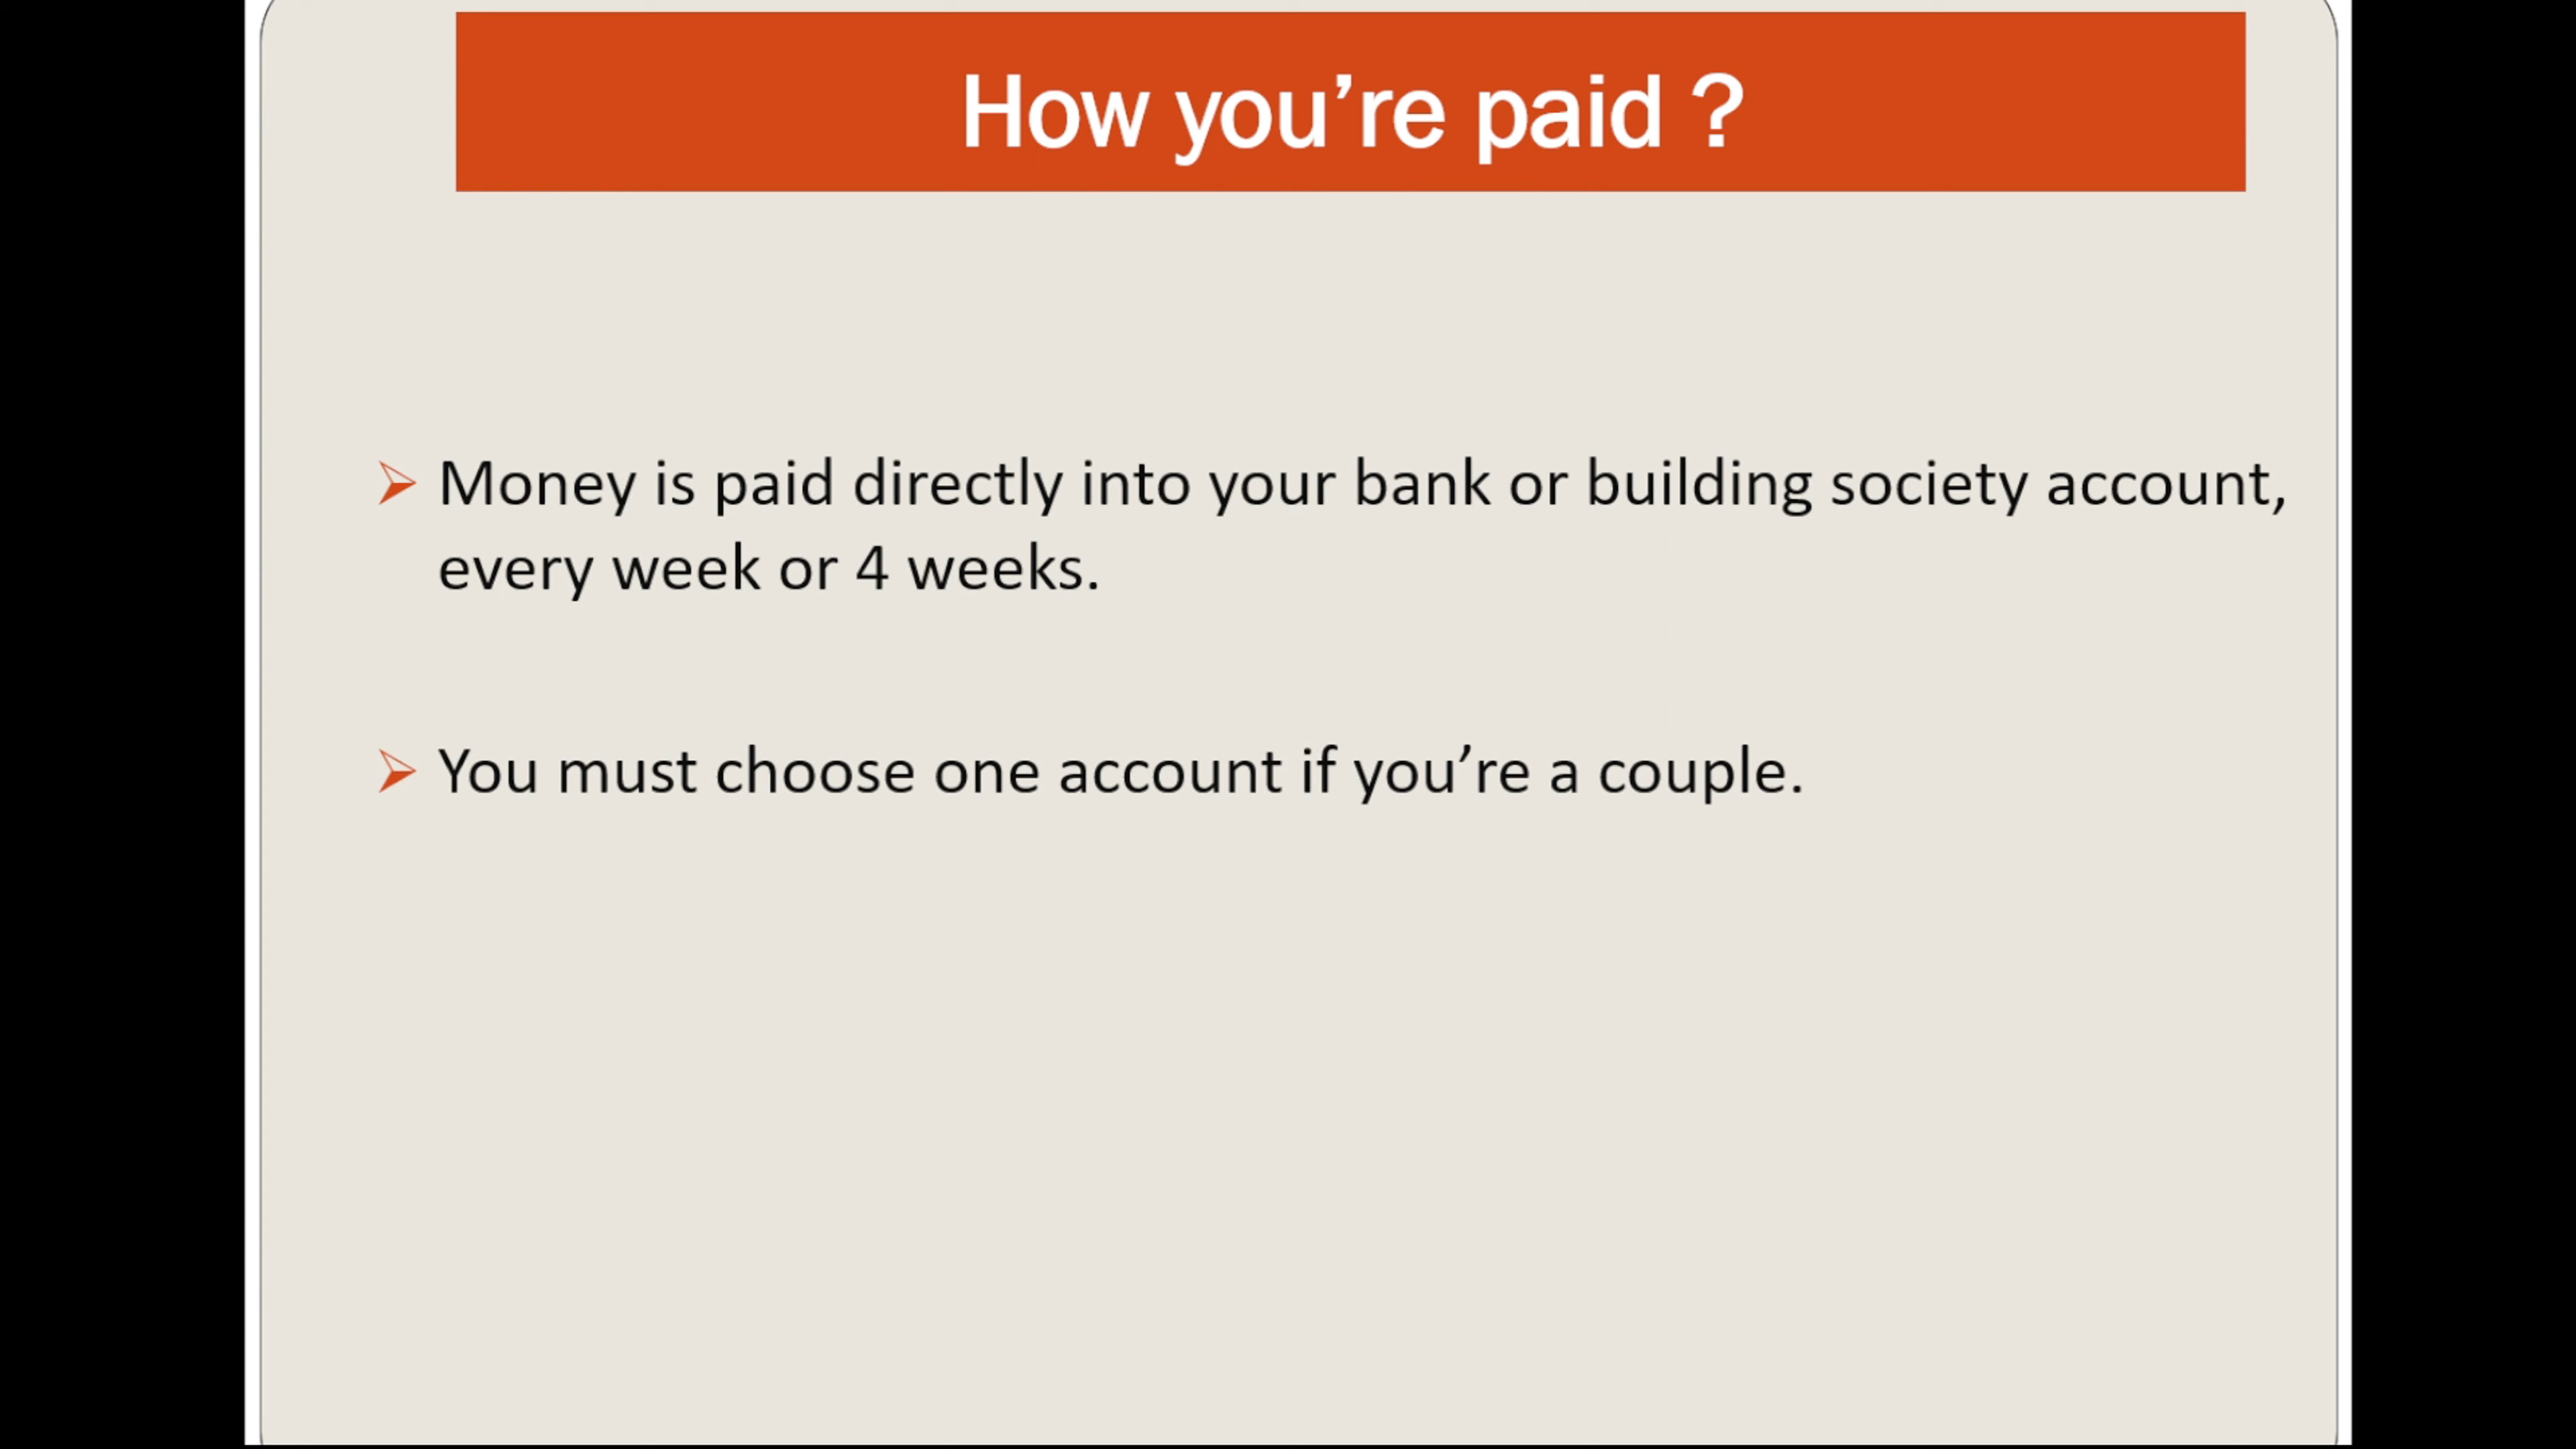 How you’re paid ?
Money is paid directly into your bank or building society account,
every week or 4 weeks.
You must choose one account if you’re a couple.